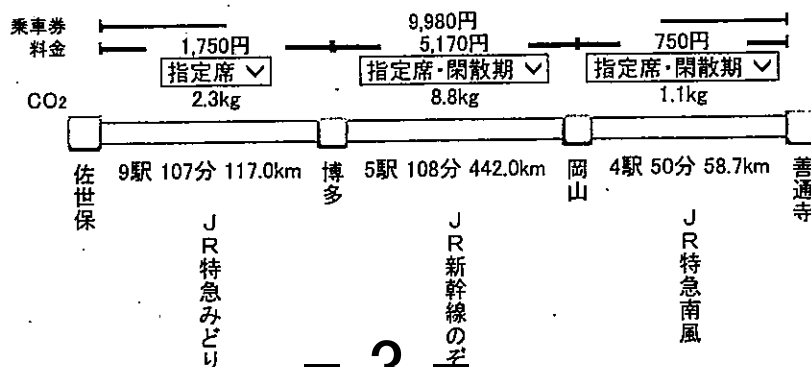 乗車券 9,980円
料金 1,750円 5,170円 750円
指定席 指定席・閑散期 指定席・閑散期
CO2 2.3kg 8.8kg 1.1kg
佐世保 9駅 107分 117.0km 博多 5駅 108分 442.0km 岡山 4駅 50分 58.7km 善通寺
JR特急みどり
JR新幹線のぞ
JR特急南風
- 3 -